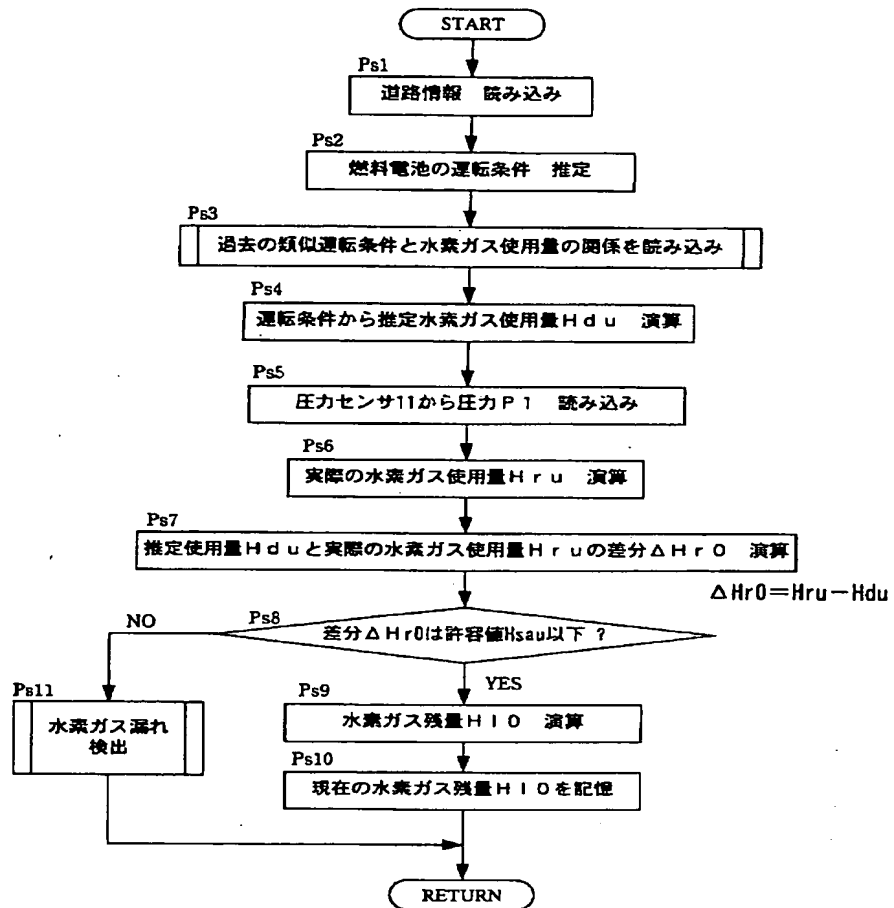 START
Ps1
道路情報 読み込み
Ps2
燃料電池の運転条件 推定
Ps3
過去の類似運転条件と水素ガス使用量の関係を読み込み
Ps4
運転条件から推定水素ガス使用量Hdu 演算
Ps5
圧力センサ11から圧力P1 読み込み
Ps6
実際の水素ガス使用量Hru 演算
Ps7
推定使用量Hduと実際の水素ガス使用量Hruの差分ΔHr0 演算
ΔHr0=Hru-Hdu
Ps8
差分ΔHr0は許容値Hsau以下?
NO
YES
Ps11
水素ガス漏れ
検出
Ps9
水素ガス残量Hl0 演算
Ps10
現在の水素ガス残量Hl0を記憶
RETURN